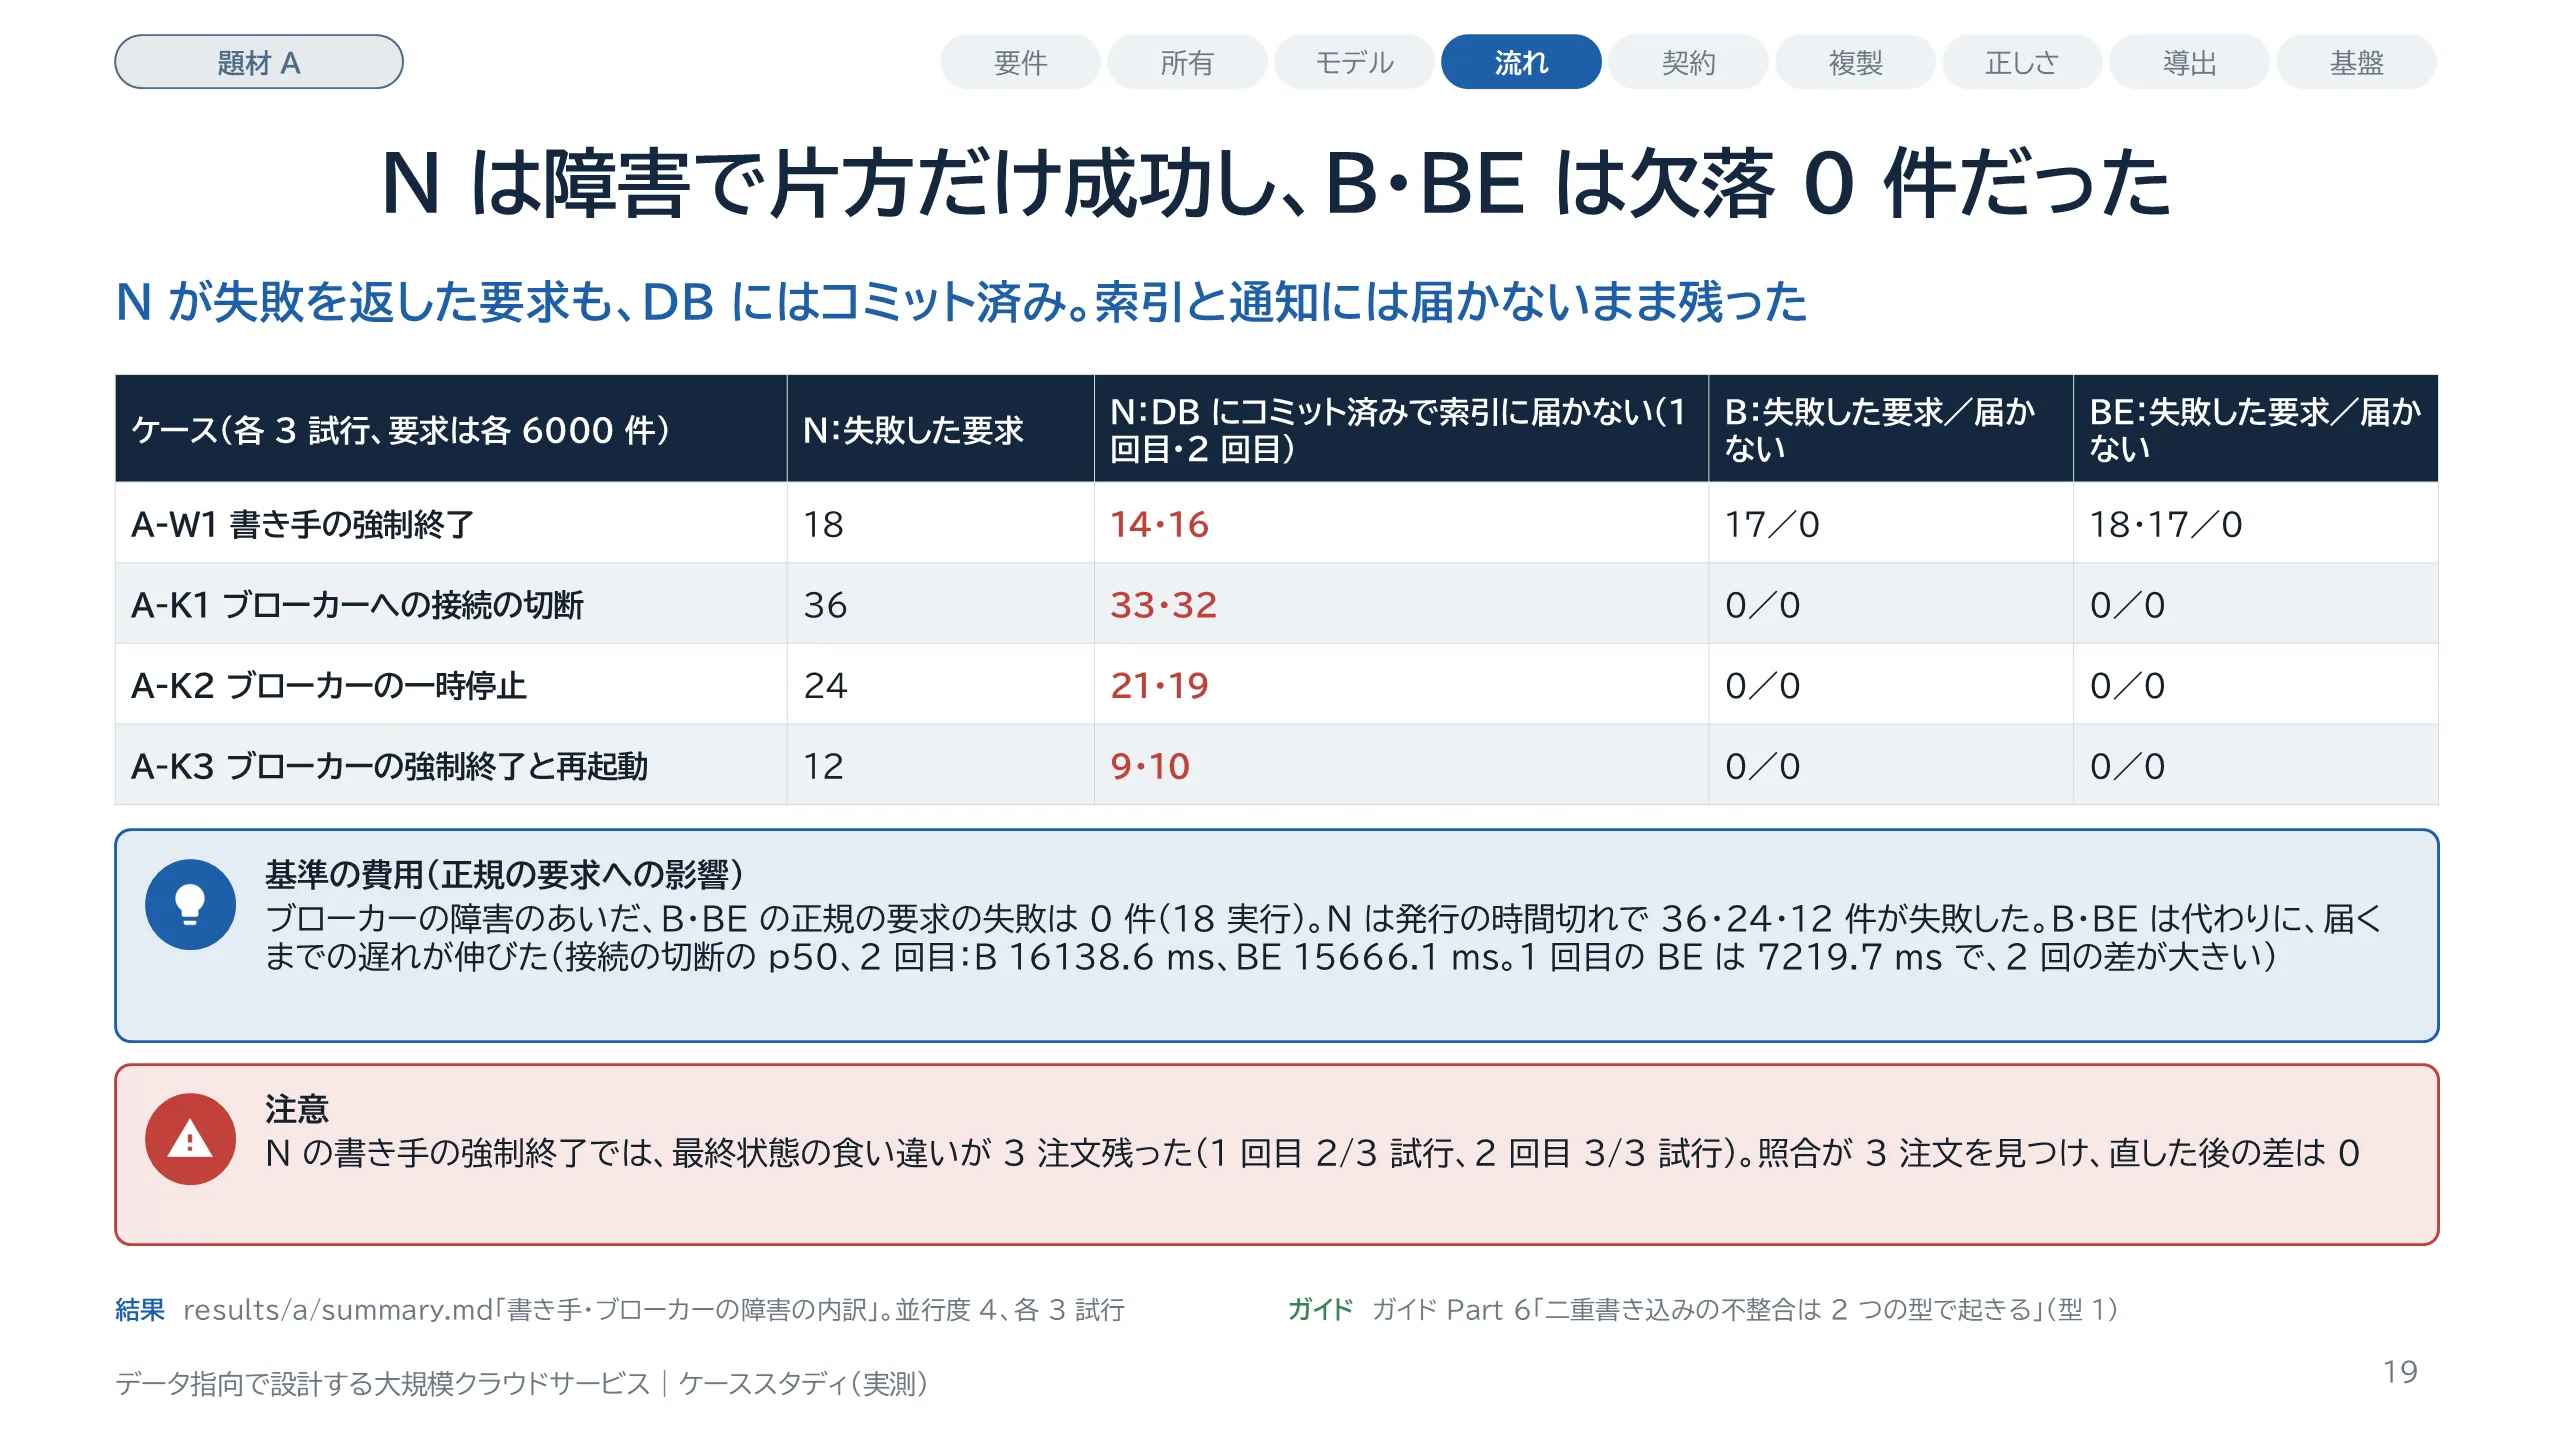 題材 A
要件
所有
モデル
流れ
契約
複製
正しさ
導出
基盤
N は障害で片方だけ成功し、B・BE は欠落 0 件だった
N が失敗を返した要求も、DB にはコミット済み。索引と通知には届かないまま残った
ケース（各 3 試行、要求は各 6000 件）
N：失敗した要求
N：DB にコミット済みで索引に届かない（1
回目・2 回目）
B：失敗した要求／届か
ない
BE：失敗した要求／届か
ない
A-W1 書き手の強制終了
18
14・16
17／0
18・17／0
A-K1 ブローカーへの接続の切断
36
33・32
0／0
0／0
A-K2 ブローカーの一時停止
24
21・19
0／0
0／0
A-K3 ブローカーの強制終了と再起動
12
9・10
0／0
0／0
基準の費用（正規の要求への影響）
ブローカーの障害のあいだ、B・BE の正規の要求の失敗は 0 件（18 実行）。N は発行の時間切れで 36・24・12 件が失敗した。B・BE は代わりに、届く
までの遅れが伸びた（接続の切断の p50、2 回目：B 16138.6 ms、BE 15666.1 ms。1 回目の BE は 7219.7 ms で、2 回の差が大きい）
注意
N の書き手の強制終了では、最終状態の食い違いが 3 注文残った（1 回目 2/3 試行、2 回目 3/3 試行）。照合が 3 注文を見つけ、直した後の差は 0
結果 results/a/summary.md「書き手・ブローカーの障害の内訳」。並行度 4、各 3 試行
ガイド ガイド Part 6「二重書き込みの不整合は 2 つの型で起きる」（型 1）
データ指向で設計する大規模クラウドサービス｜ケーススタディ（実測）
19